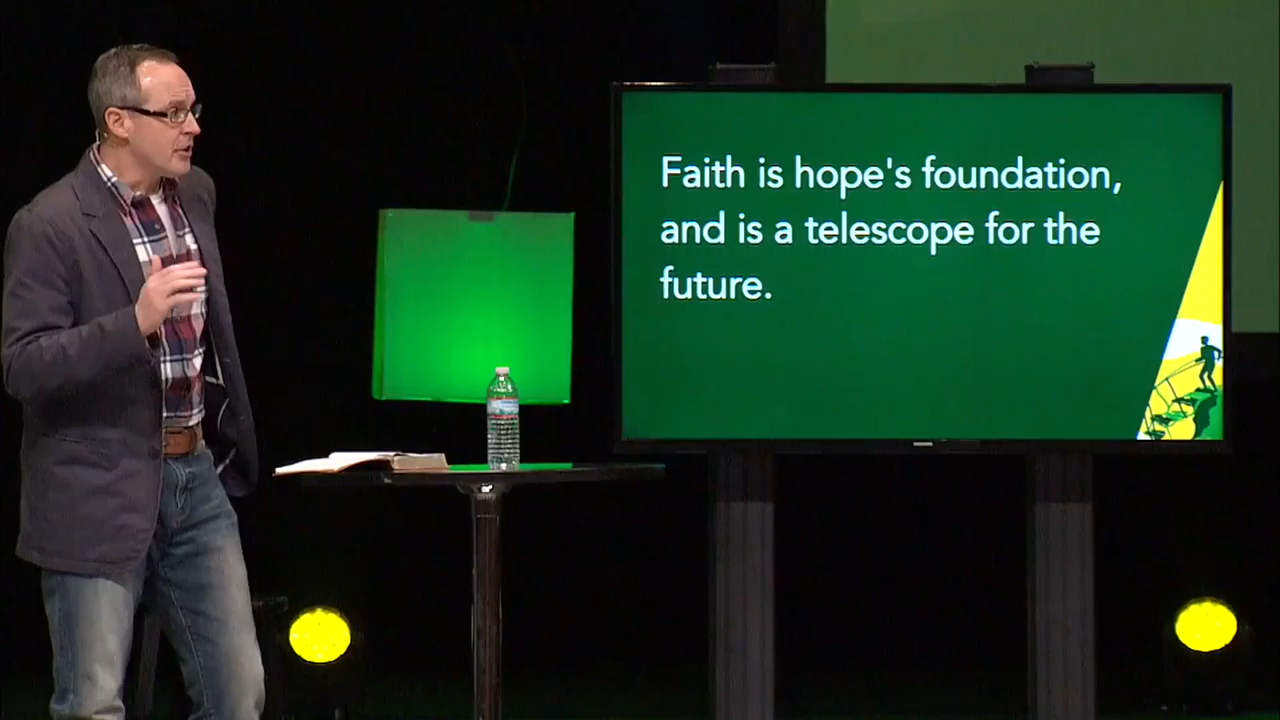 Faith is hope's foundation,
and is a telescope for the
future.